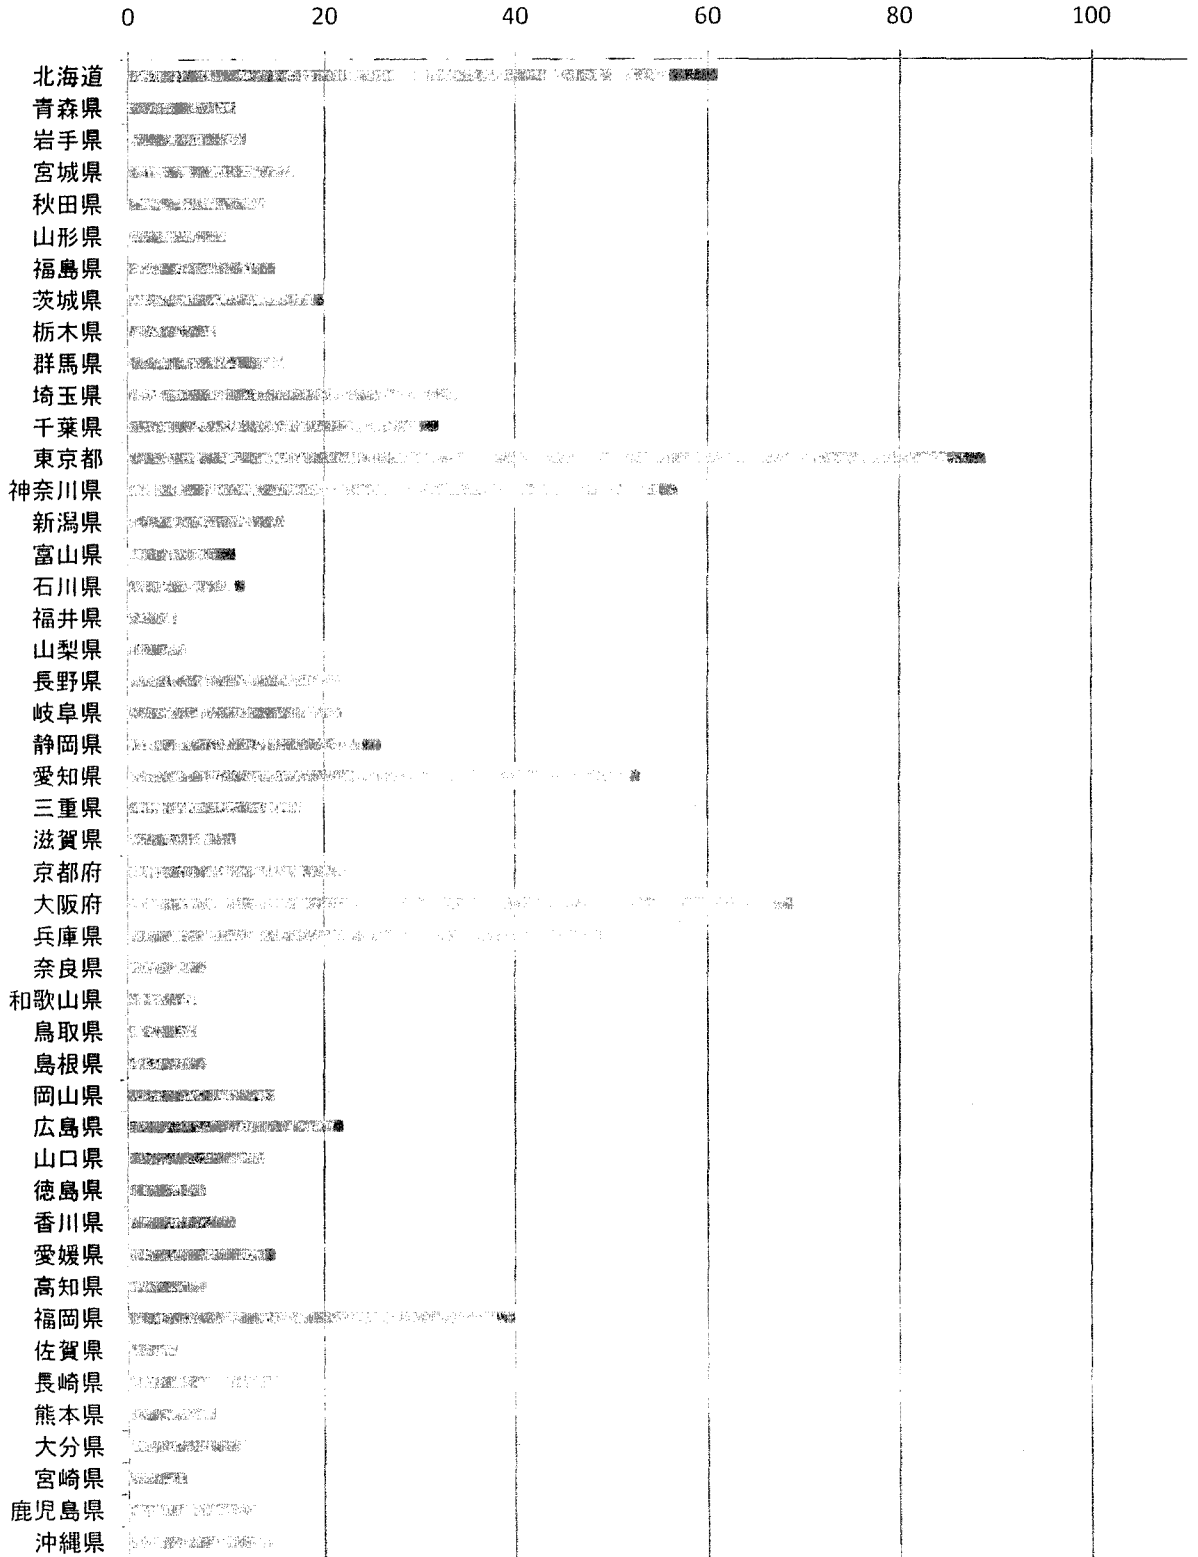 0 20 40 60 80 100
北海道
青森県
岩手県
宮城県
秋田県
山形県
福島県
茨城県
栃木県
群馬県
埼玉県
千葉県
東京都
神奈川県
新潟県
富山県
石川県
福井県
山梨県
長野県
岐阜県
静岡県
愛知県
三重県
滋賀県
京都府
大阪府
兵庫県
奈良県
和歌山県
鳥取県
島根県
岡山県
広島県
山口県
徳島県
香川県
愛媛県
高知県
福岡県
佐賀県
長崎県
熊本県
大分県
宮崎県
鹿児島県
沖縄県